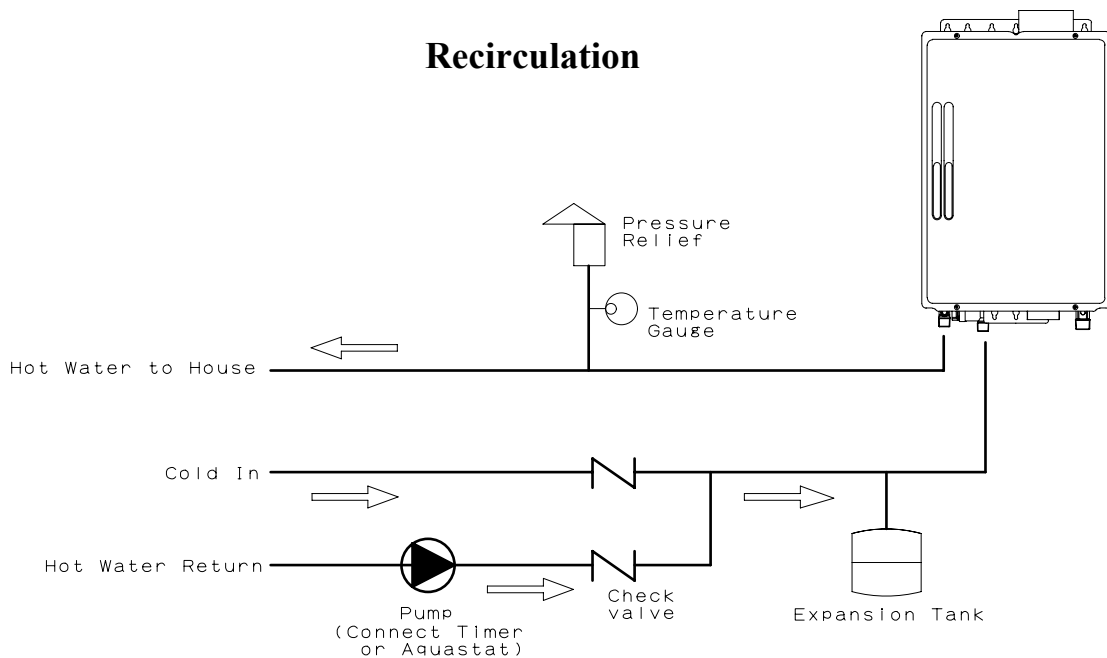 Recirculation
Pressure
Relief
Temperature
Gauge
Hot Water to House
Cold In
Hot Water Return
Check
valve
Pump
(Connect Timer
or Aquastat)
Expansion Tank